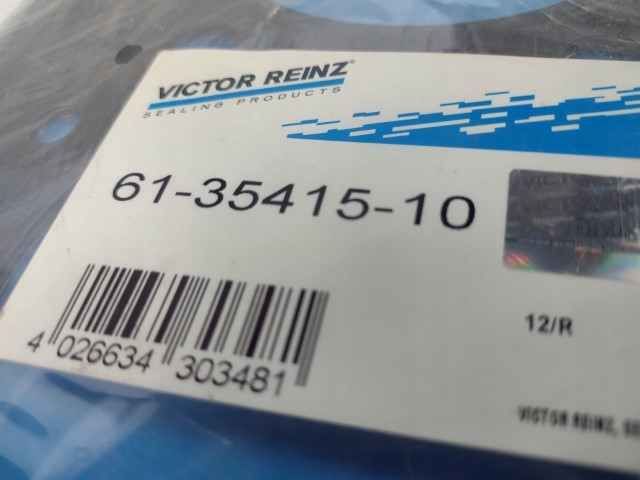 VICTOR REINZ®
SEALING PRODUCTS
61-35415-10
12/R
4 026634 303481
VICTOR REINZ,